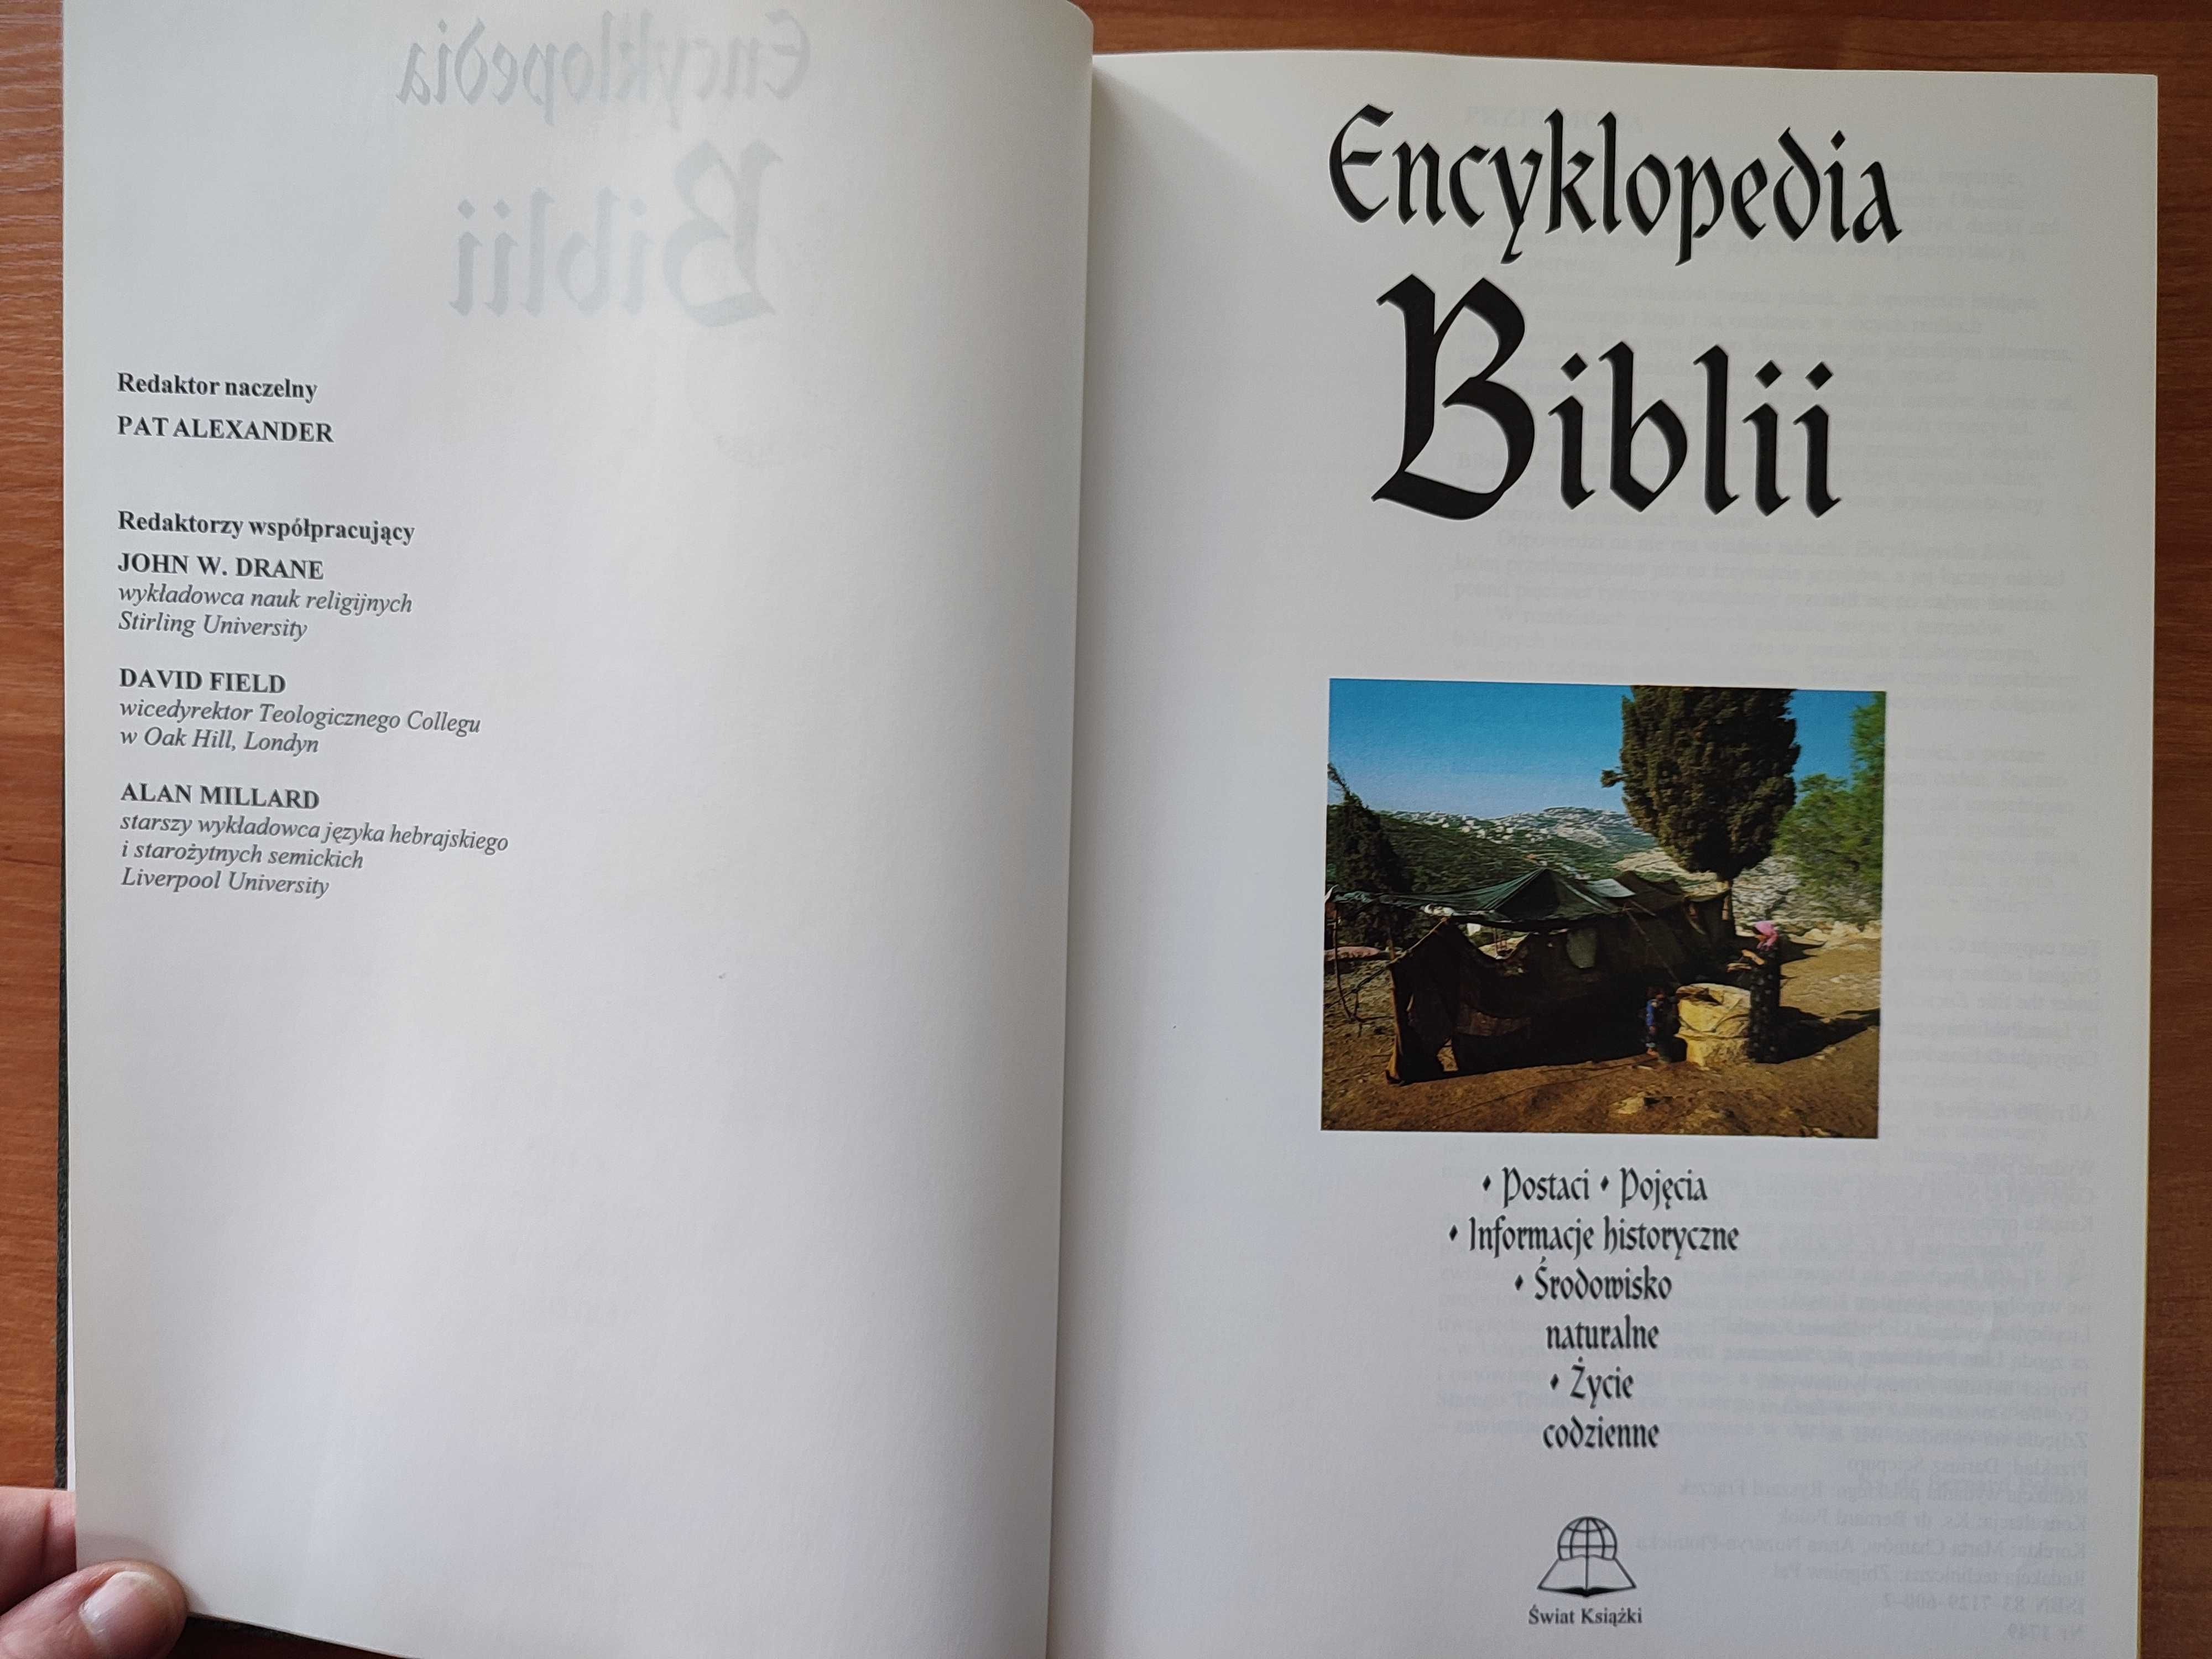 Redaktor naczelny
PAT ALEXANDER
Redaktorzy współpracujący
JOHN W. DRANE
wykładowca nauk religijnych
Stirling University
DAVID FIELD
wicedyrektor Teologicznego Collegu
w Oak Hill, Londyn
ALAN MILLARD
starszy wykładowca języka hebrajskiego
i starożytnych semickich
Liverpool University
Encyklopedia
Biblii
• Postaci • Pojęcia
• Informacje historyczne
• Środowisko
naturalne
• Życie
codzienne
Świat Książki